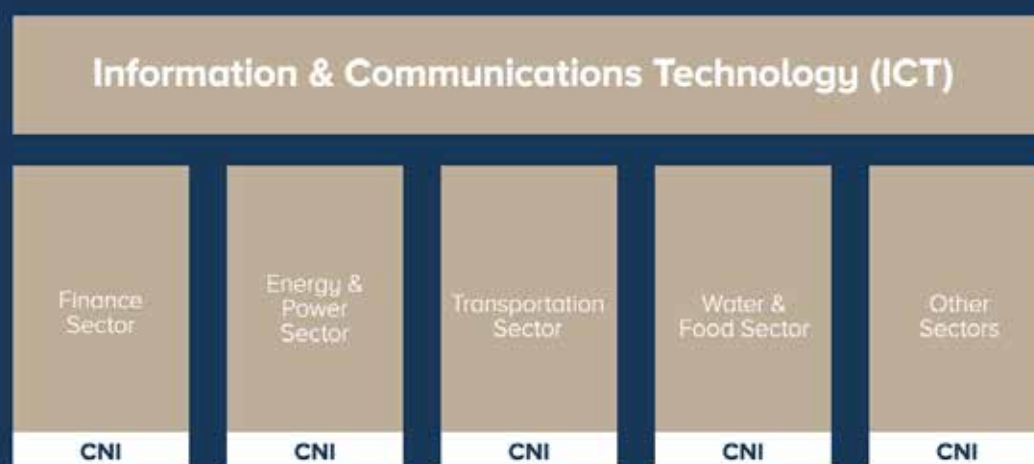 Information & Communications Technology (ICT)
Finance
Sector
Energy &
Power
Sector
Transportation
Sector
Water &
Food Sector
Other
Sectors
CNI
CNI
CNI
CNI
CNI